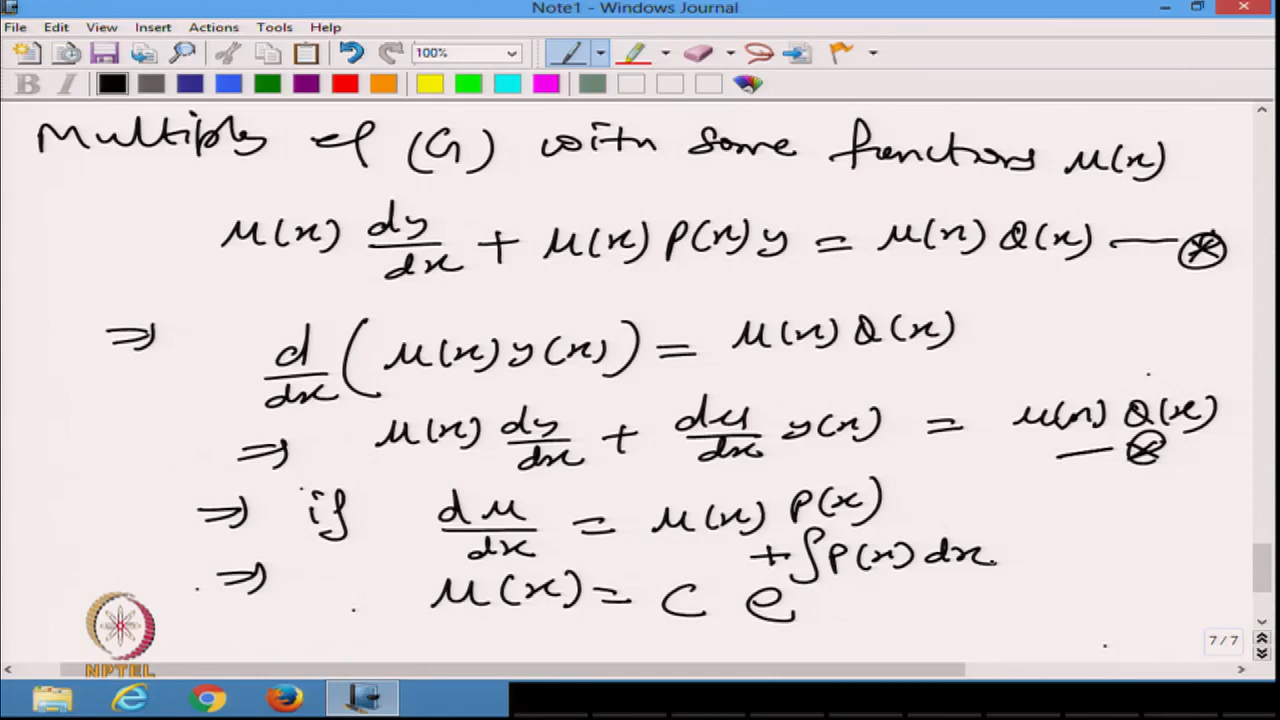 Note1 - Windows Journal
File Edit View Insert Actions Tools Help
100%
B I
Multiply eq (G) with some functions μ(x)
μ(x) dy/dx + μ(x) P(x) y = μ(x) Q(x) — ⊛
⇒ d/dx (μ(x) y(x)) = μ(x) Q(x)
⇒ μ(x) dy/dx + dμ/dx y(x) = μ(x) Q(x)
— ⊛
⇒ if dμ/dx = μ(x) P(x)
⇒ μ(x) = c e^{+∫P(x) dx}
7/7
NPTEL